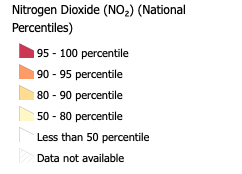 Nitrogen Dioxide (NO₂) (National
Percentiles)
95 - 100 percentile
90 - 95 percentile
80 - 90 percentile
50 - 80 percentile
Less than 50 percentile
Data not available